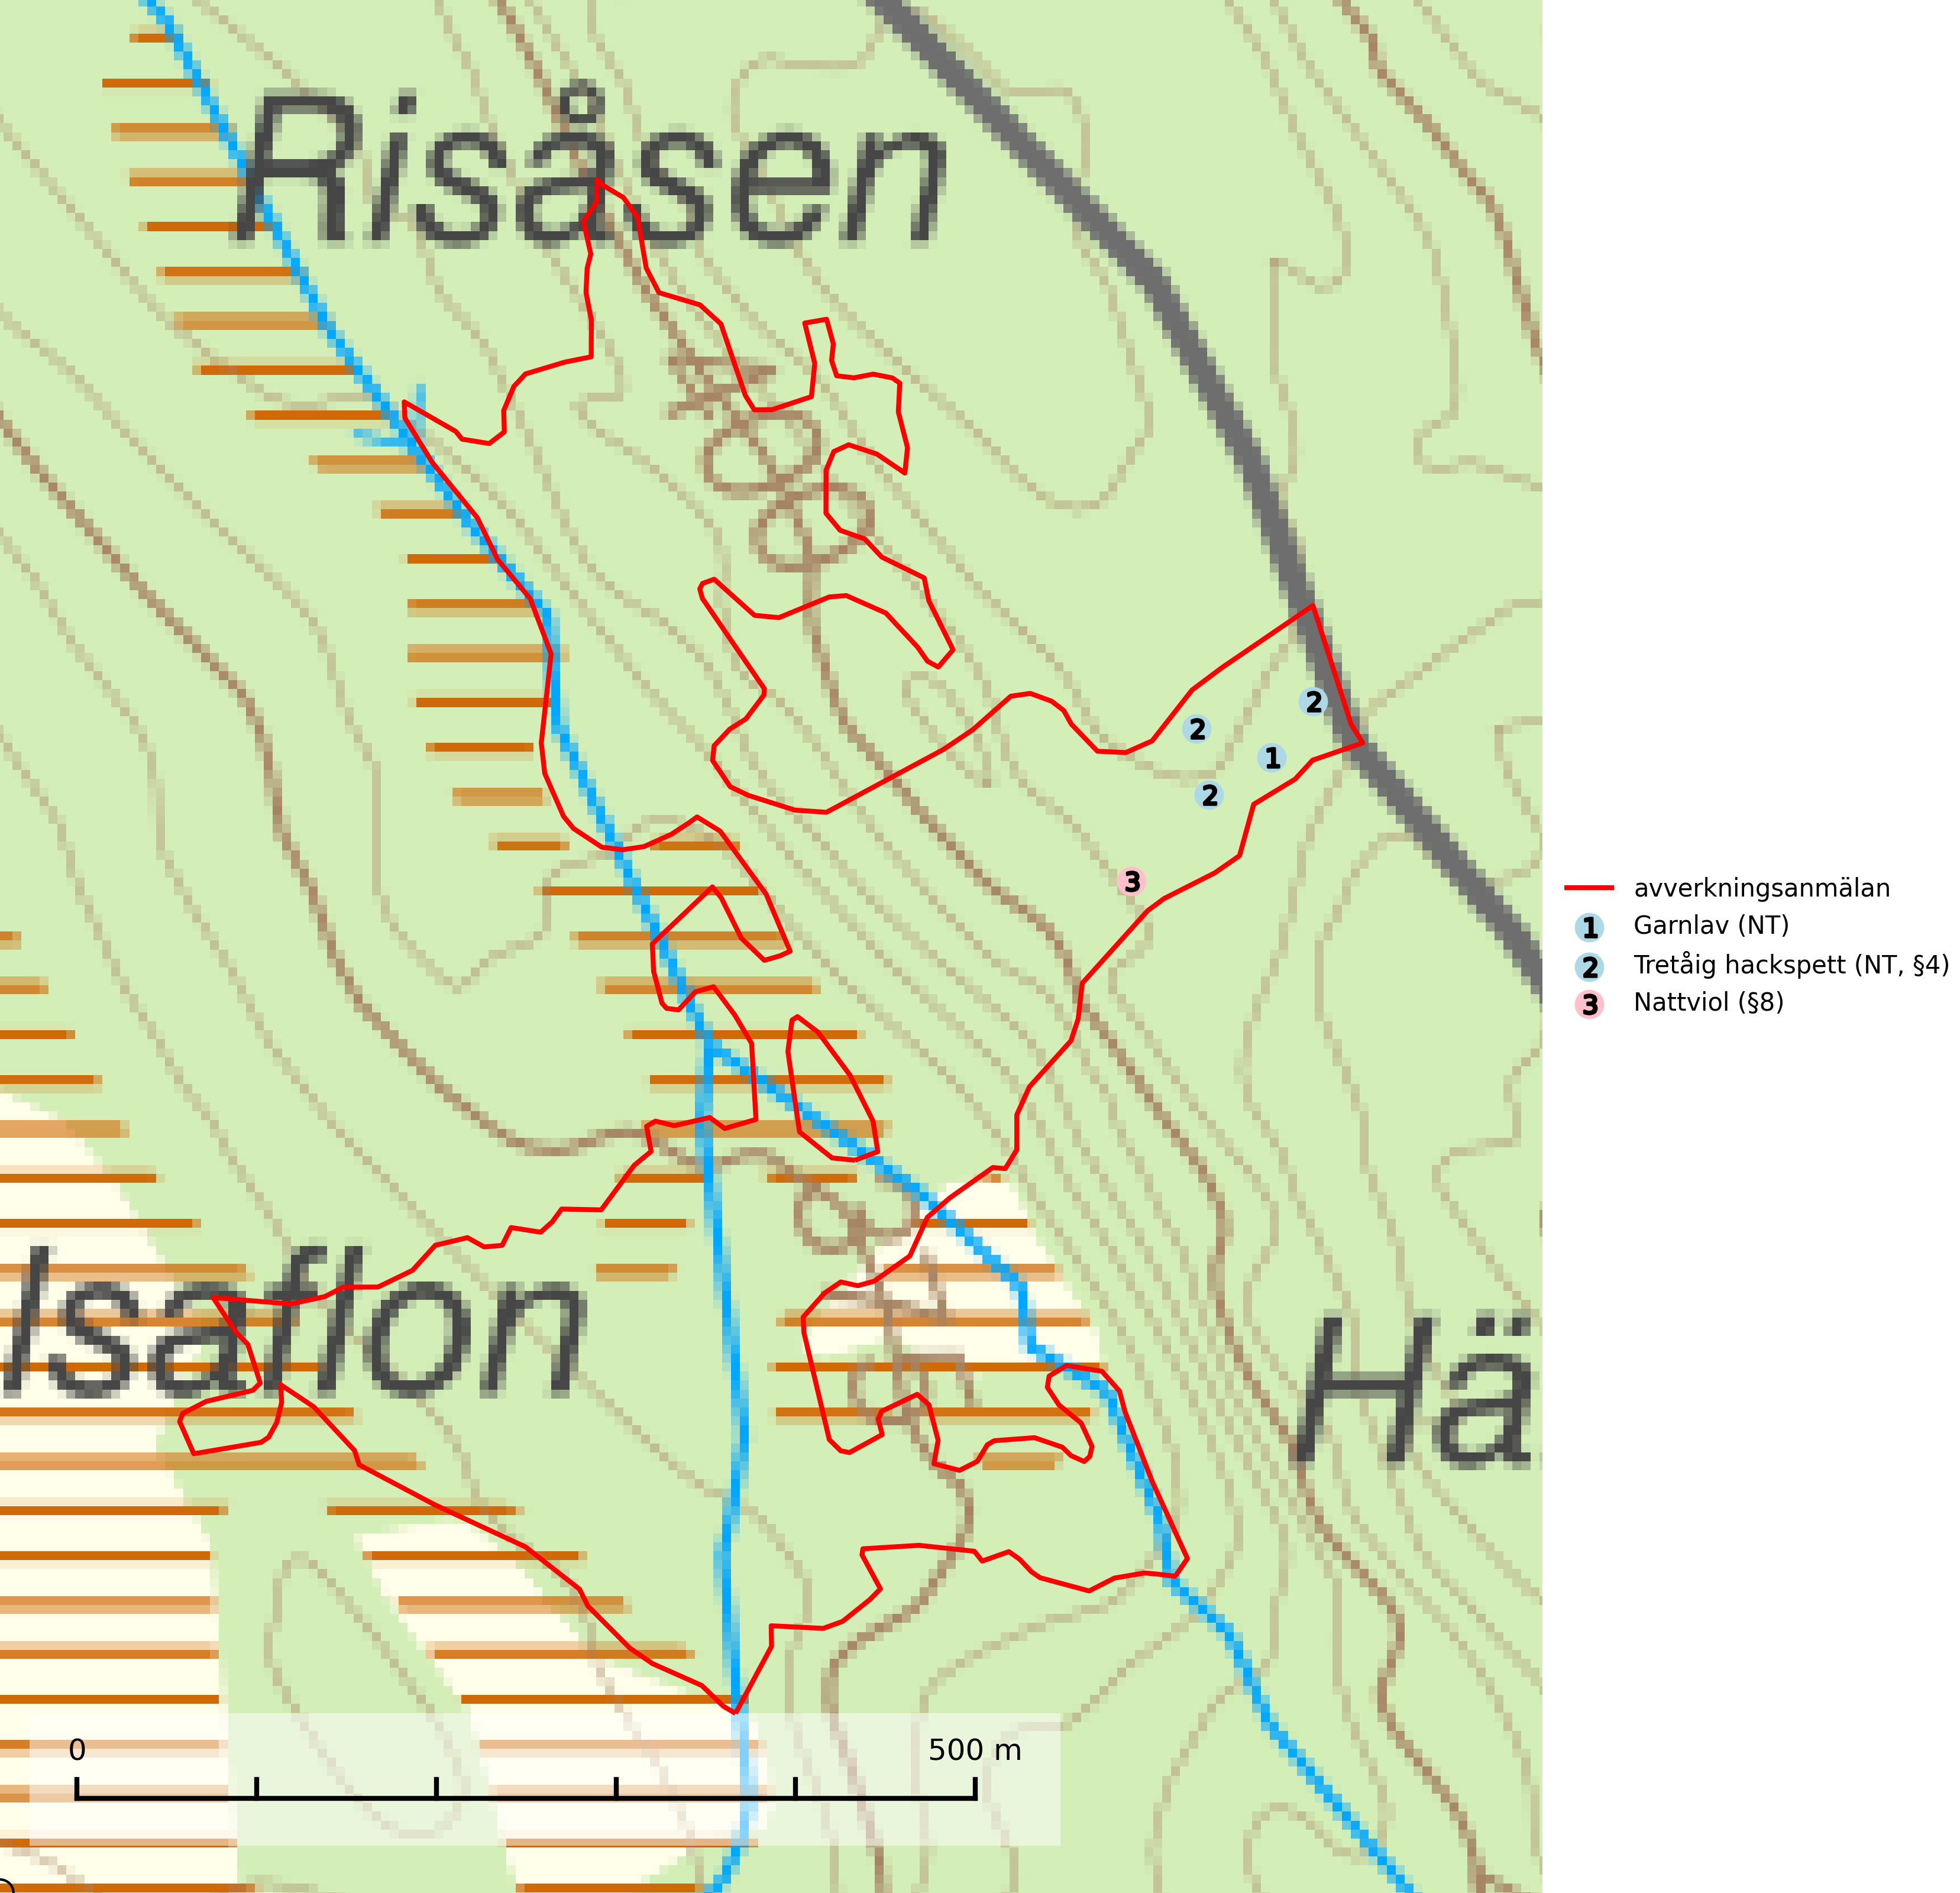 Risåsen
2
2
1
2
3
lsaflon
Hä
0 500 m
avverkningsanmälan
1 Garnlav (NT)
2 Tretåig hackspett (NT, §4)
3 Nattviol (§8)